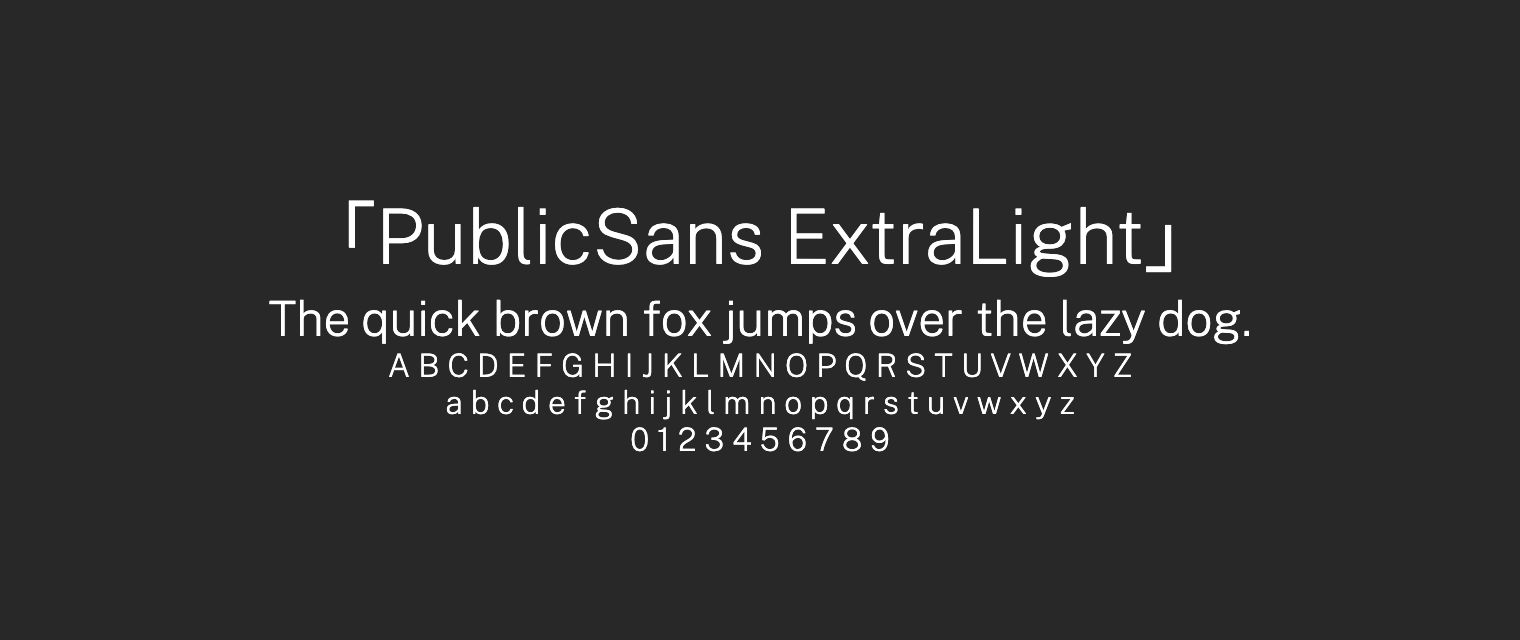 「PublicSans ExtraLight」
The quick brown fox jumps over the lazy dog.
A B C D E F G H I J K L M N O P Q R S T U V W X Y Z
a b c d e f g h i j k l m n o p q r s t u v w x y z
0 1 2 3 4 5 6 7 8 9